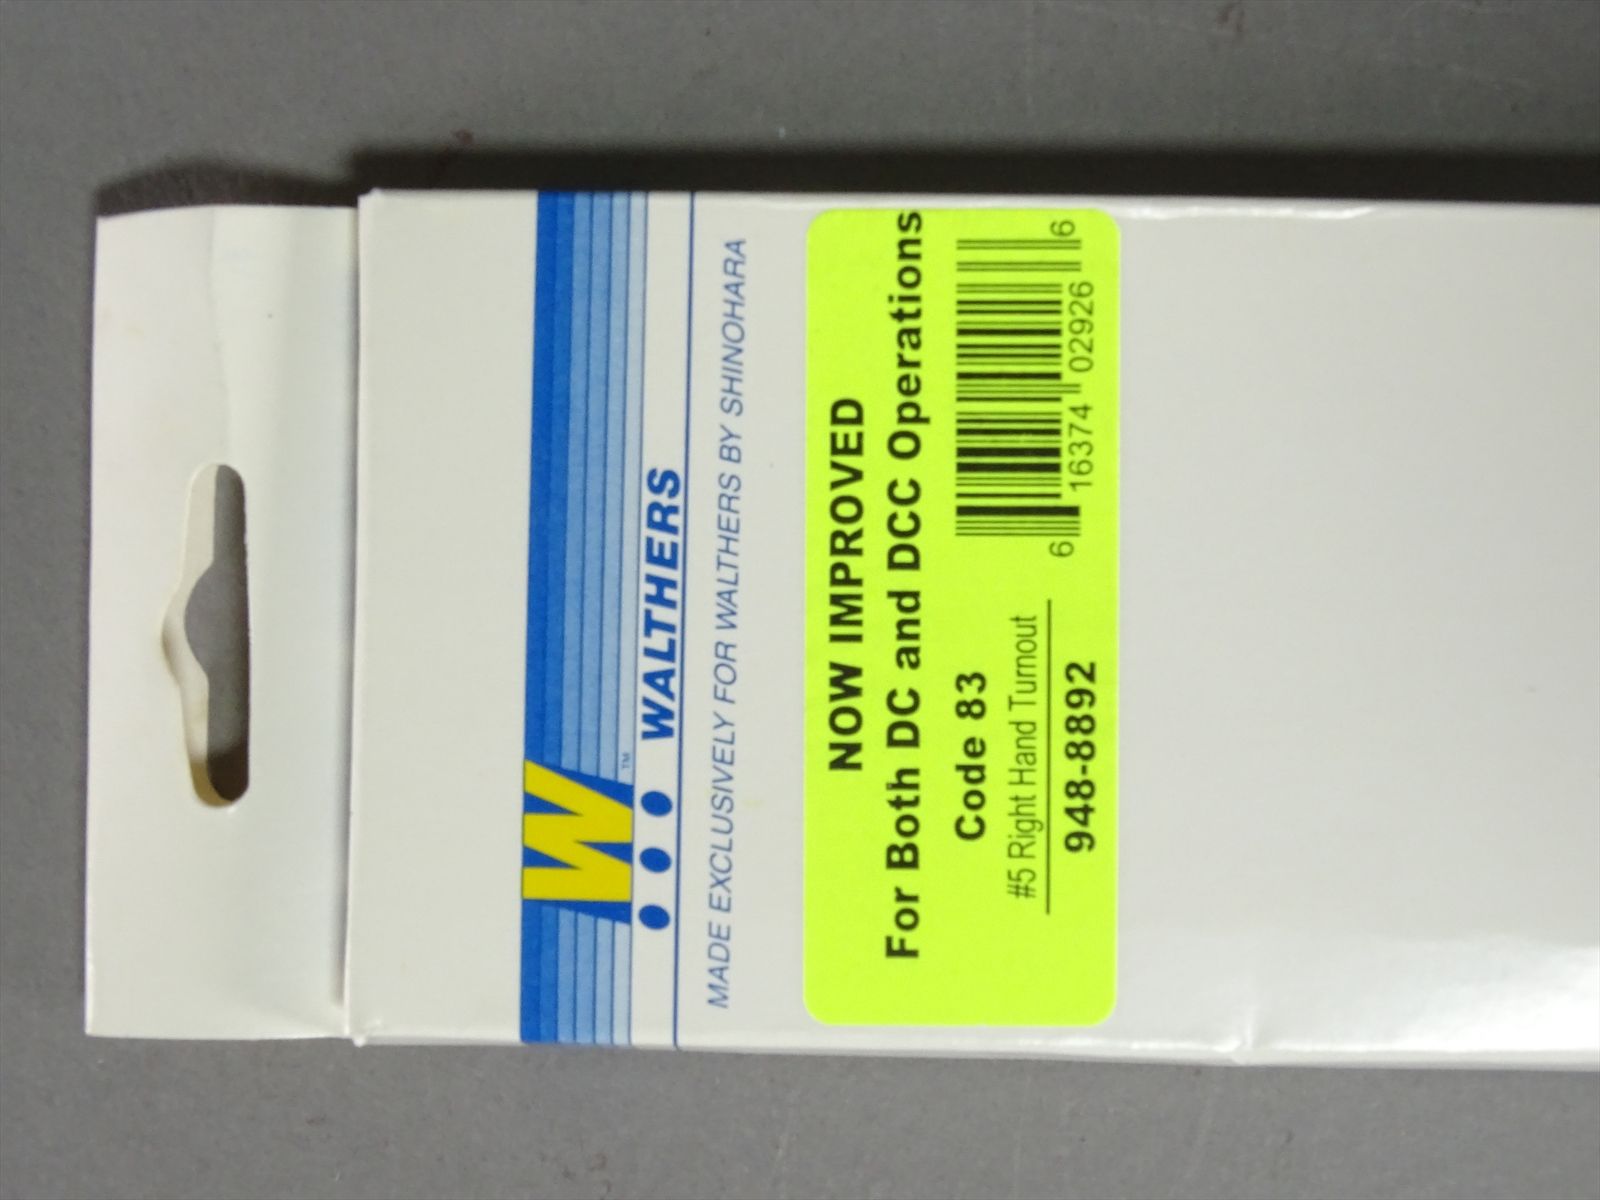 W™
WALTHERS
MADE EXCLUSIVELY FOR WALTHERS BY SHINOHARA
NOW IMPROVED
For Both DC and DCC Operations
Code 83
#5 Right Hand Turnout
948-8892
6 16374 02926 6